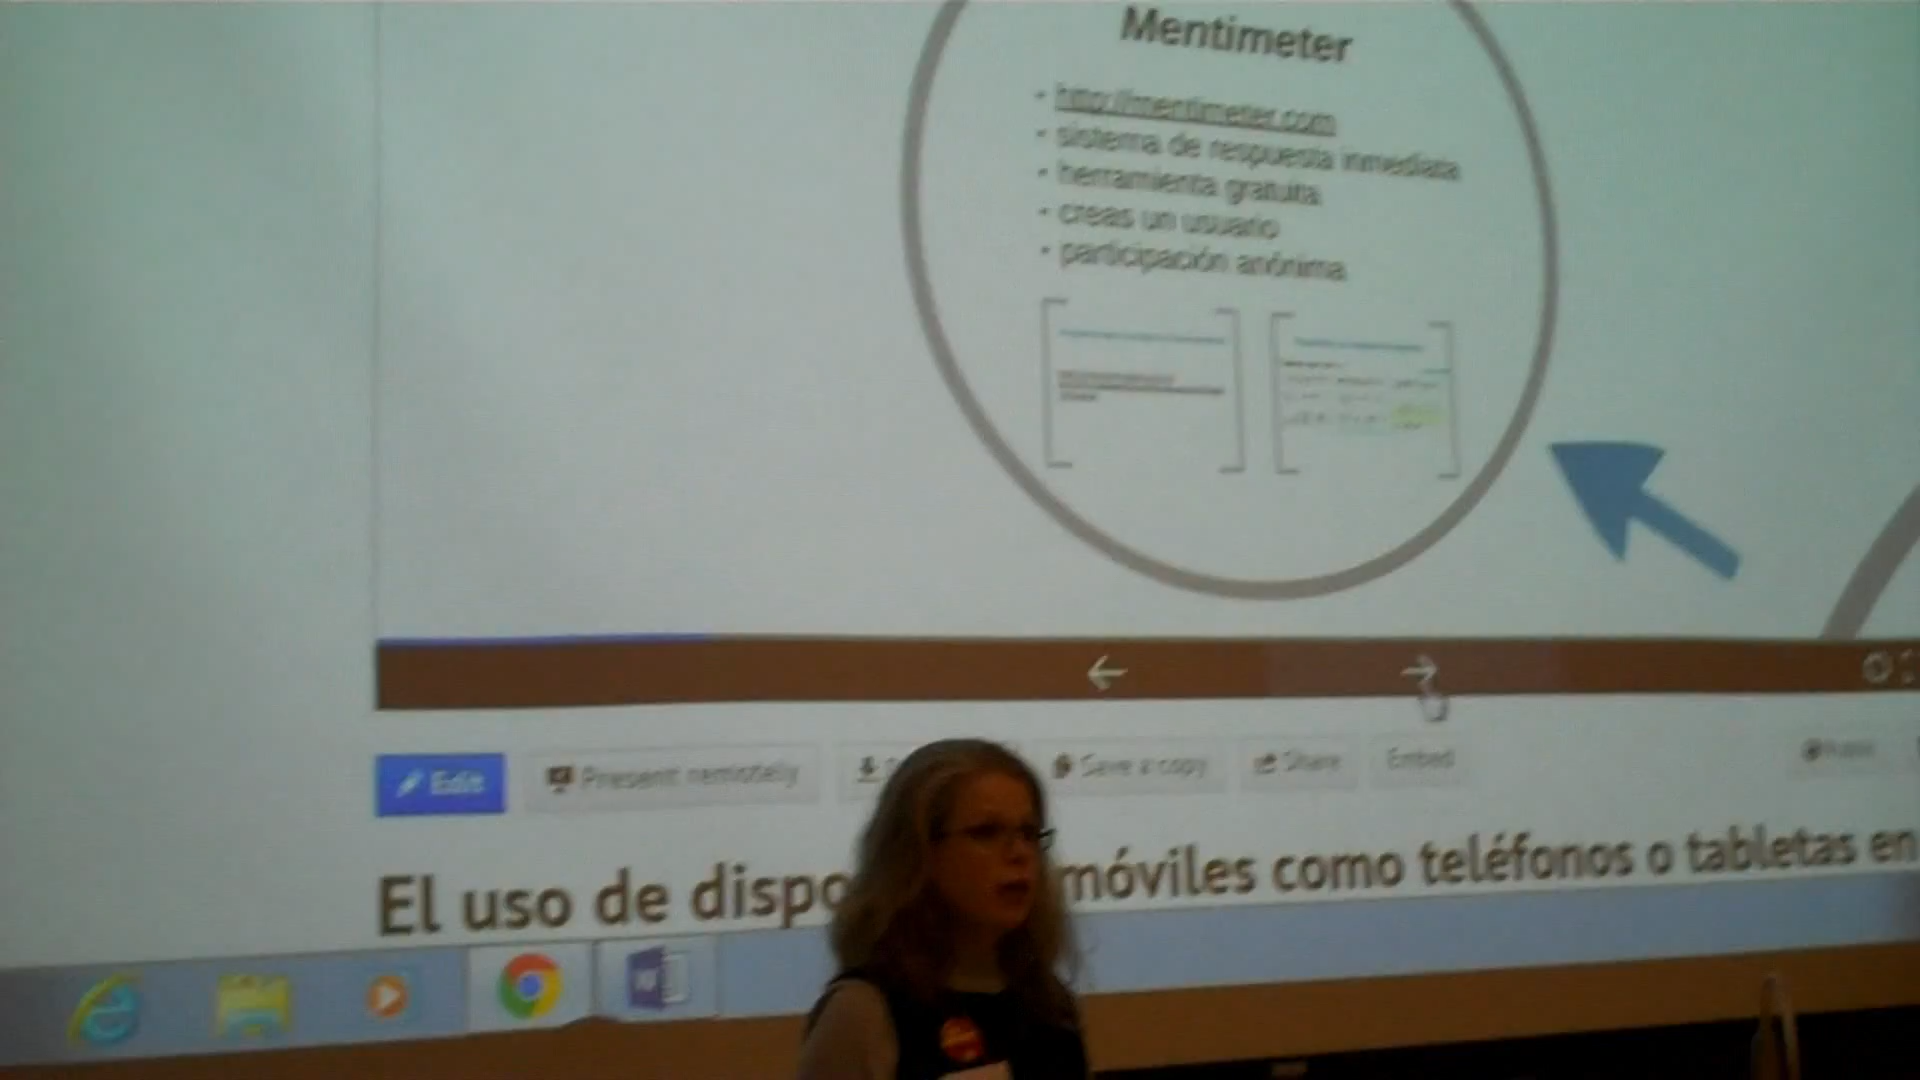 Mentimeter
• http://mentimeter.com
• sistema de respuesta inmediata
• herramienta gratuita
• creas un usuario
• participación anónima
Edit
Present remotely
Save a copy
Share
Embed
El uso de dispo móviles como teléfonos o tabletas en